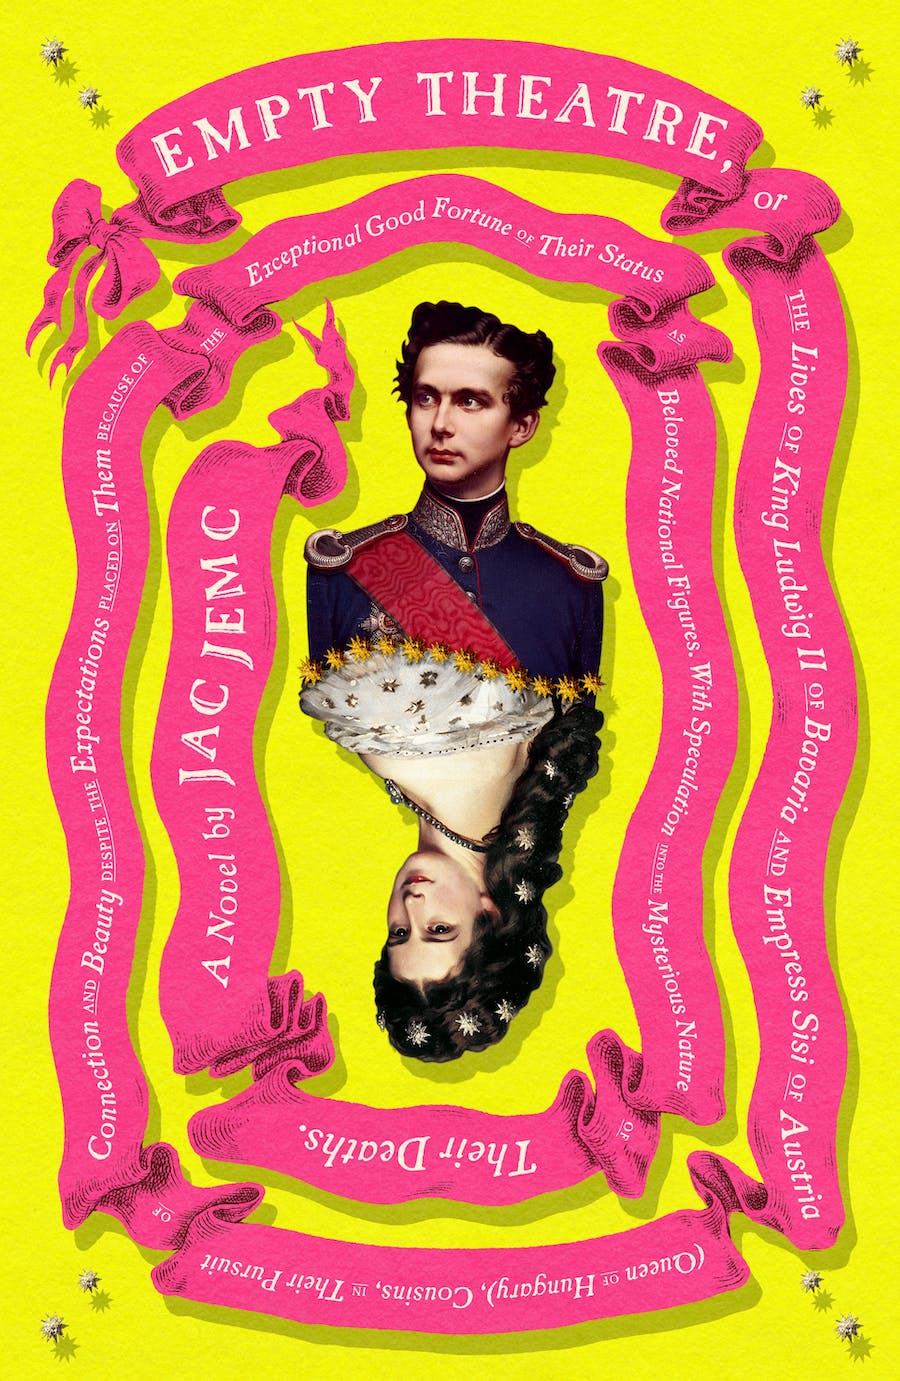 EMPTY THEATRE,
or
THE Lives OF King Ludwig II OF Bavaria AND Empress Sisi OF Austria
(Queen OF Hungary), Cousins, IN Their Pursuit
OF
Connection AND Beauty DESPITE THE Expectations PLACED ON Them BECAUSE OF
THE
Exceptional Good Fortune OF Their Status
AS
Beloved National Figures. With Speculation INTO THE Mysterious Nature
OF
Their Deaths.
A Novel by JAC JEMC